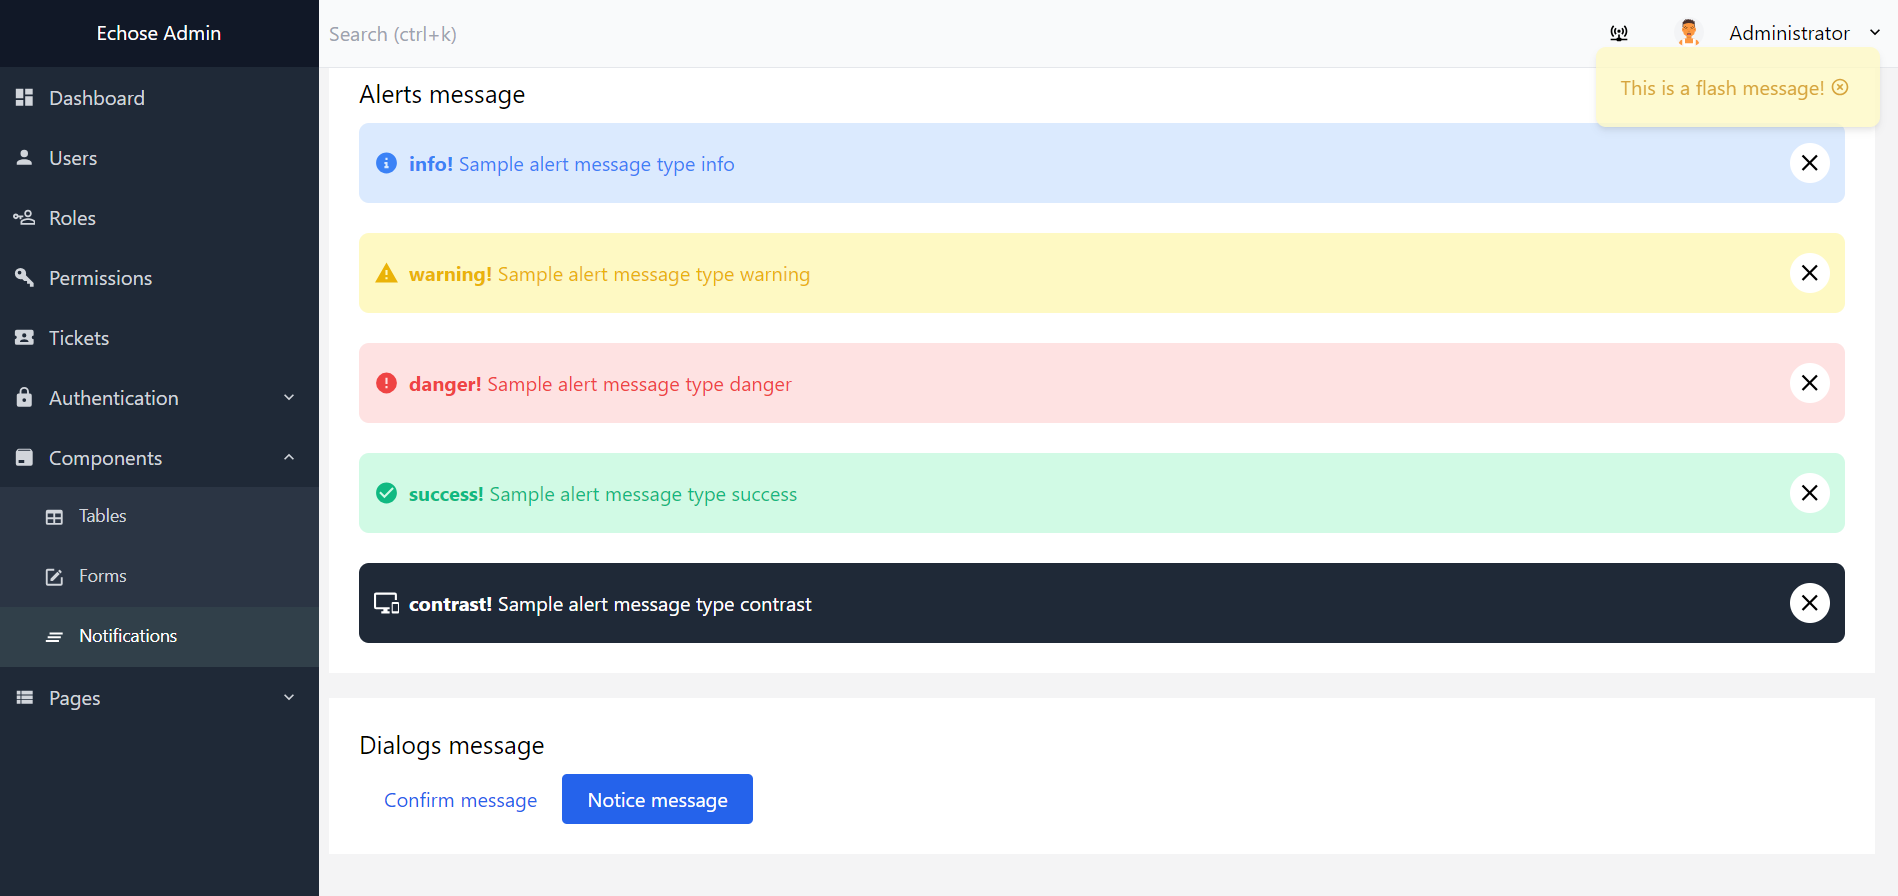 Echose Admin
Search (ctrl+k)
Administrator
Dashboard
Users
Roles
Permissions
Tickets
Authentication
Components
Tables
Forms
Notifications
Pages
This is a flash message!
Alerts message
info! Sample alert message type info
warning! Sample alert message type warning
danger! Sample alert message type danger
success! Sample alert message type success
contrast! Sample alert message type contrast
Dialogs message
Confirm message
Notice message